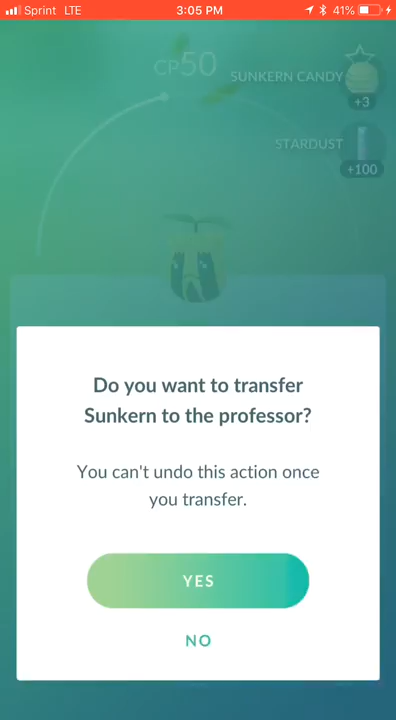 Sprint LTE 3:05 PM 41%
CP50
SUNKERN CANDY
+3
STARDUST
+100
Do you want to transfer
Sunkern to the professor?
You can't undo this action once
you transfer.
YES
NO